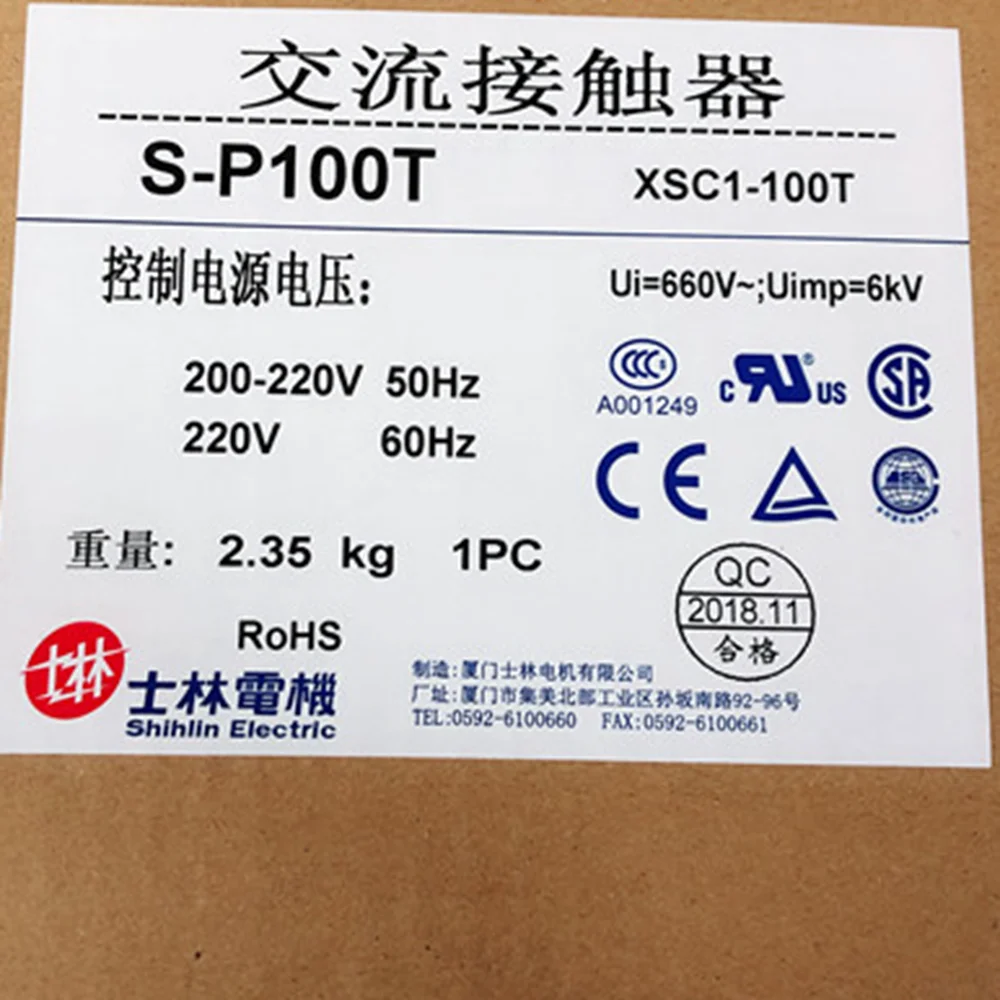 交流接触器
S-P100T XSC1-100T
控制电源电压:
Ui=660V~;Uimp=6kV
200-220V 50Hz
220V 60Hz
CCC
A001249
c RU® US
SA
CE
重量: 2.35 kg 1PC
QC
2018.11
合格
RoHS
士林
士林電機
Shihlin Electric
制造:厦门士林电机有限公司
厂址:厦门市集美北部工业区孙坂南路92-96号
TEL:0592-6100660 FAX:0592-6100661